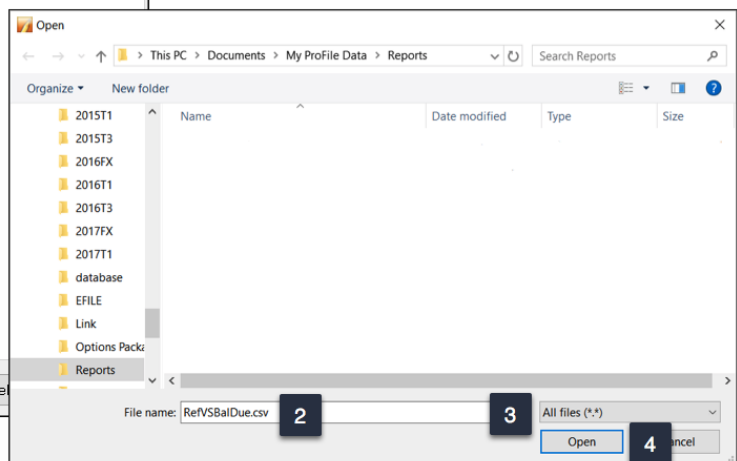 Open
This PC > Documents > My ProFile Data > Reports
Search Reports
Organize
New folder
Name
Date modified
Type
Size
2015T1
2015T3
2016FX
2016T1
2016T3
2017FX
2017T1
database
EFILE
Link
Options Packa
Reports
File name: RefVSBalDue.csv
2
3
All files (*.*)
Open
4
ncel